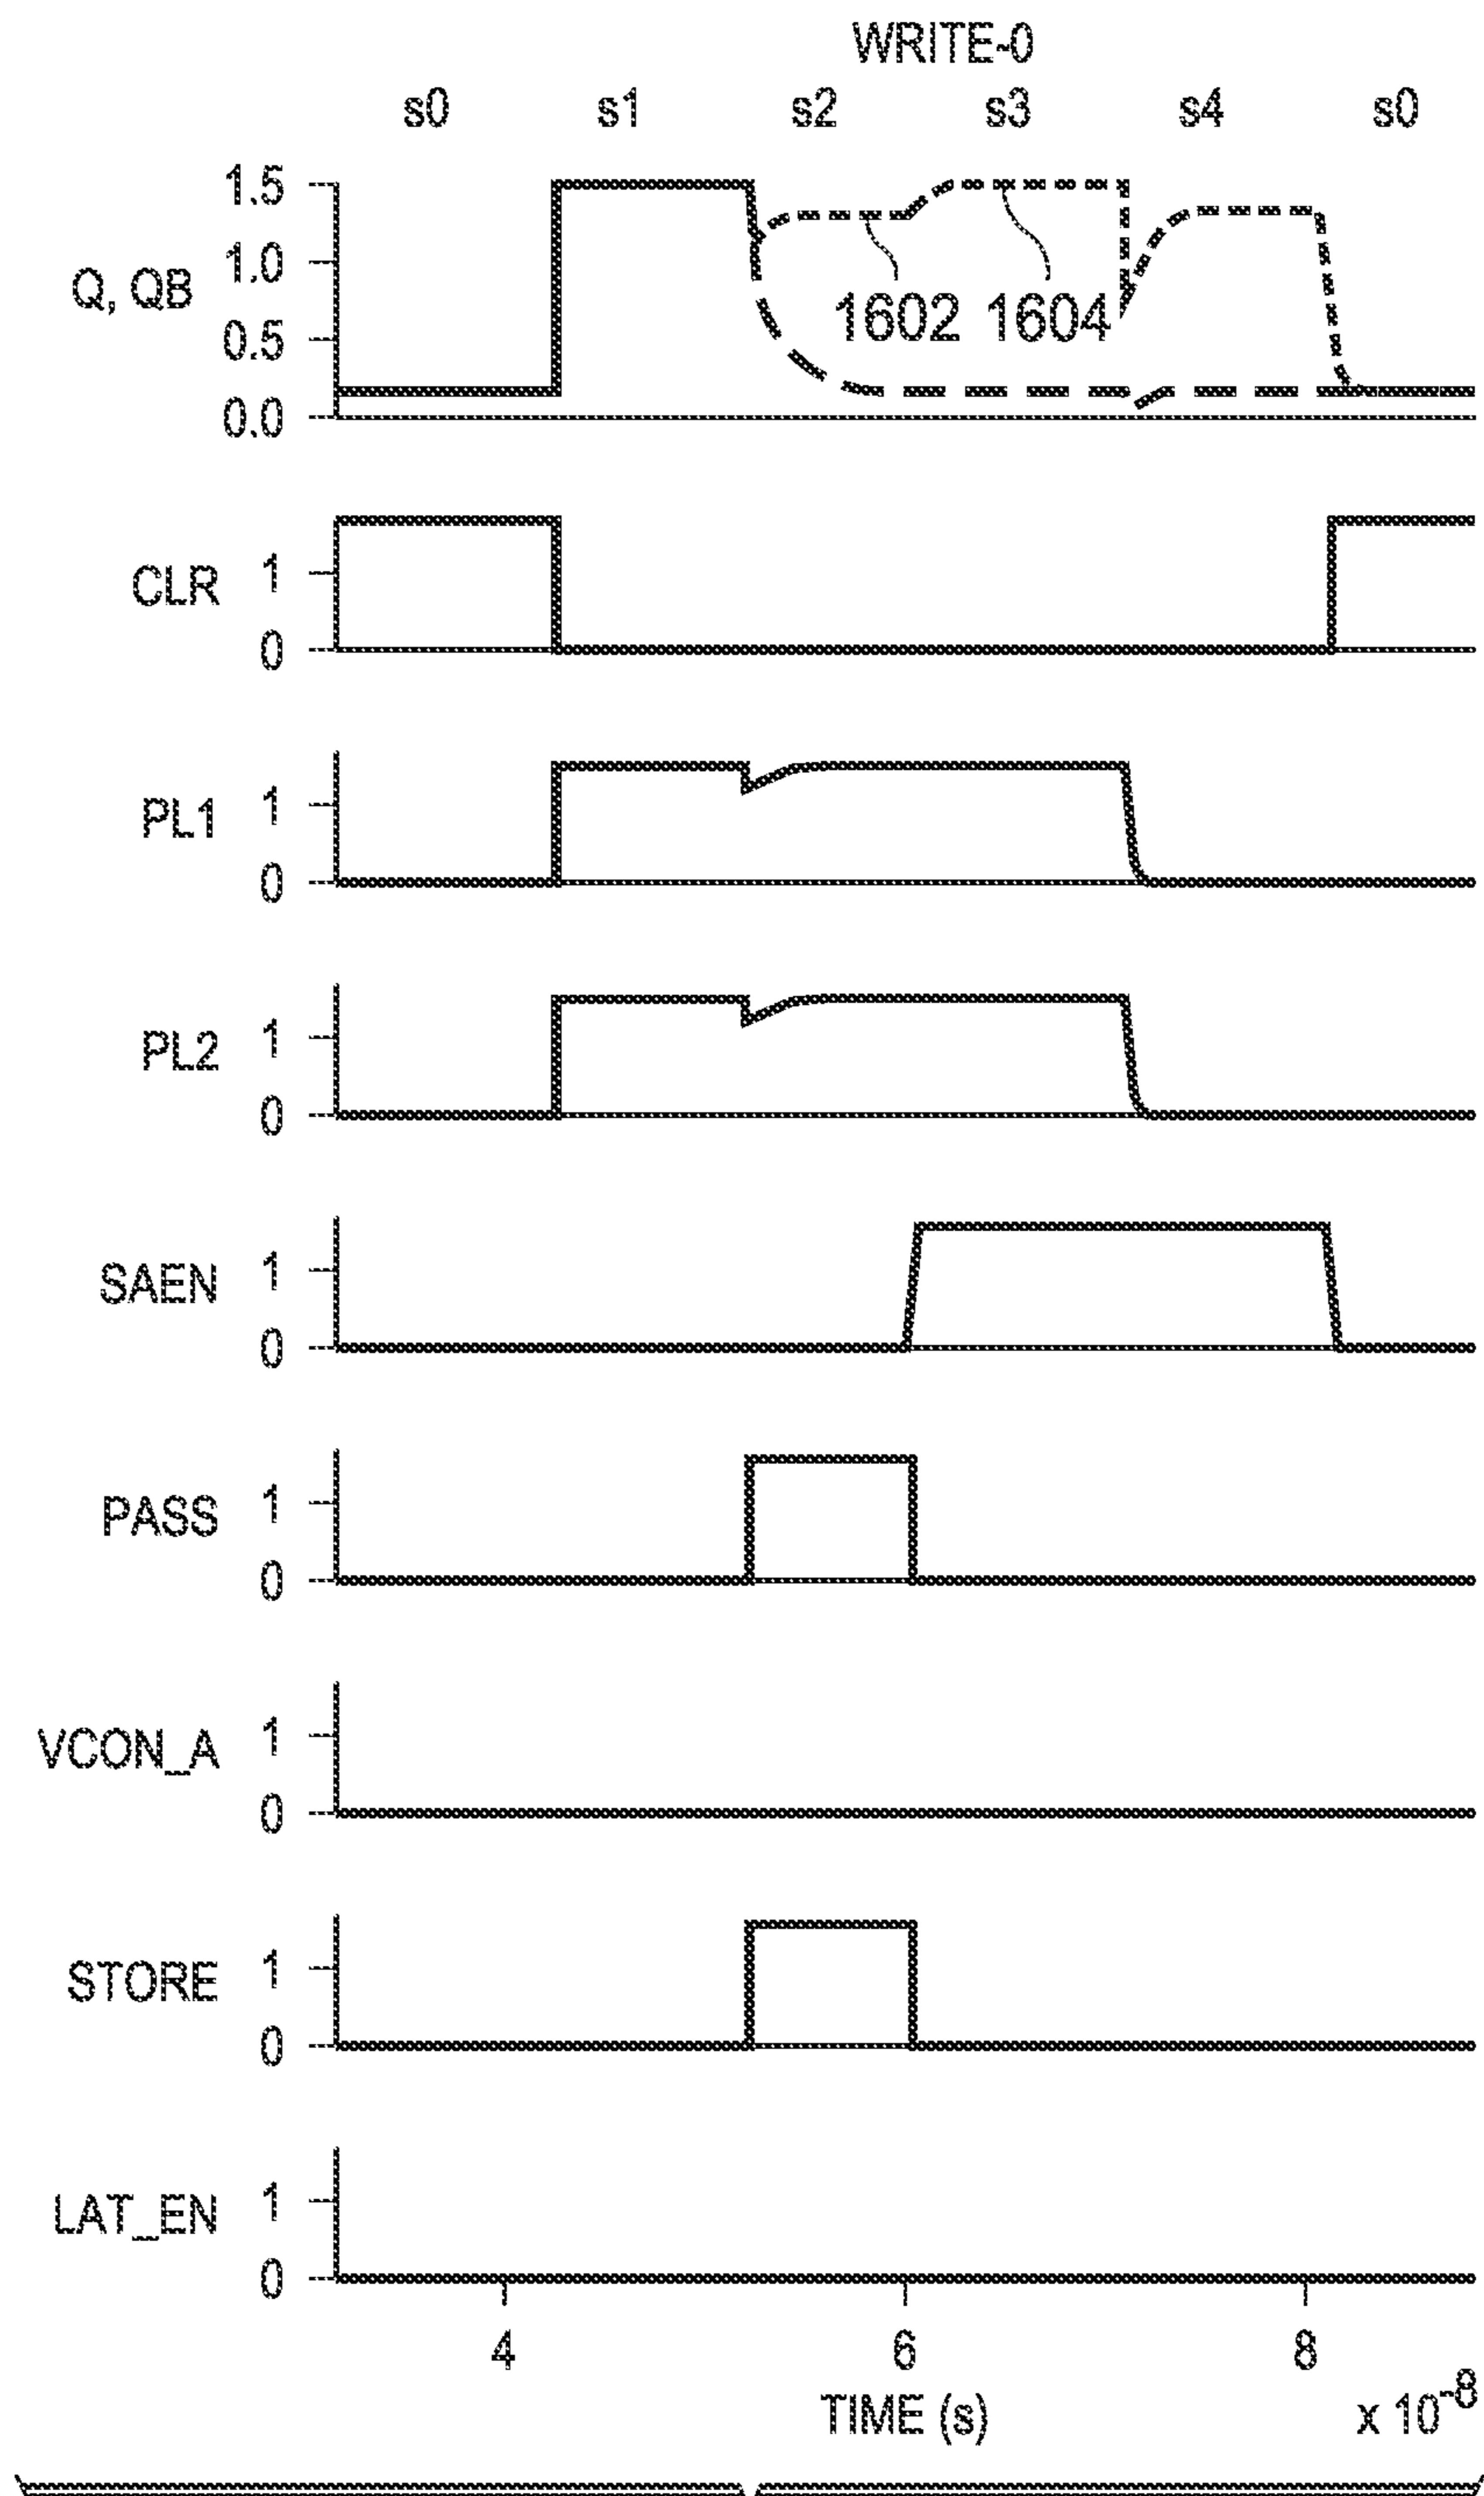 WRITE-0
s0 s1 s2 s3 s4 s0
1.5
1.0
Q, QB
0.5
0.0
1602 1604
CLR 1
0
PL1 1
0
PL2 1
0
SAEN 1
0
PASS 1
0
VCON_A 1
0
STORE 1
0
LAT_EN 1
0
4 6 8
TIME (s) x 10-8